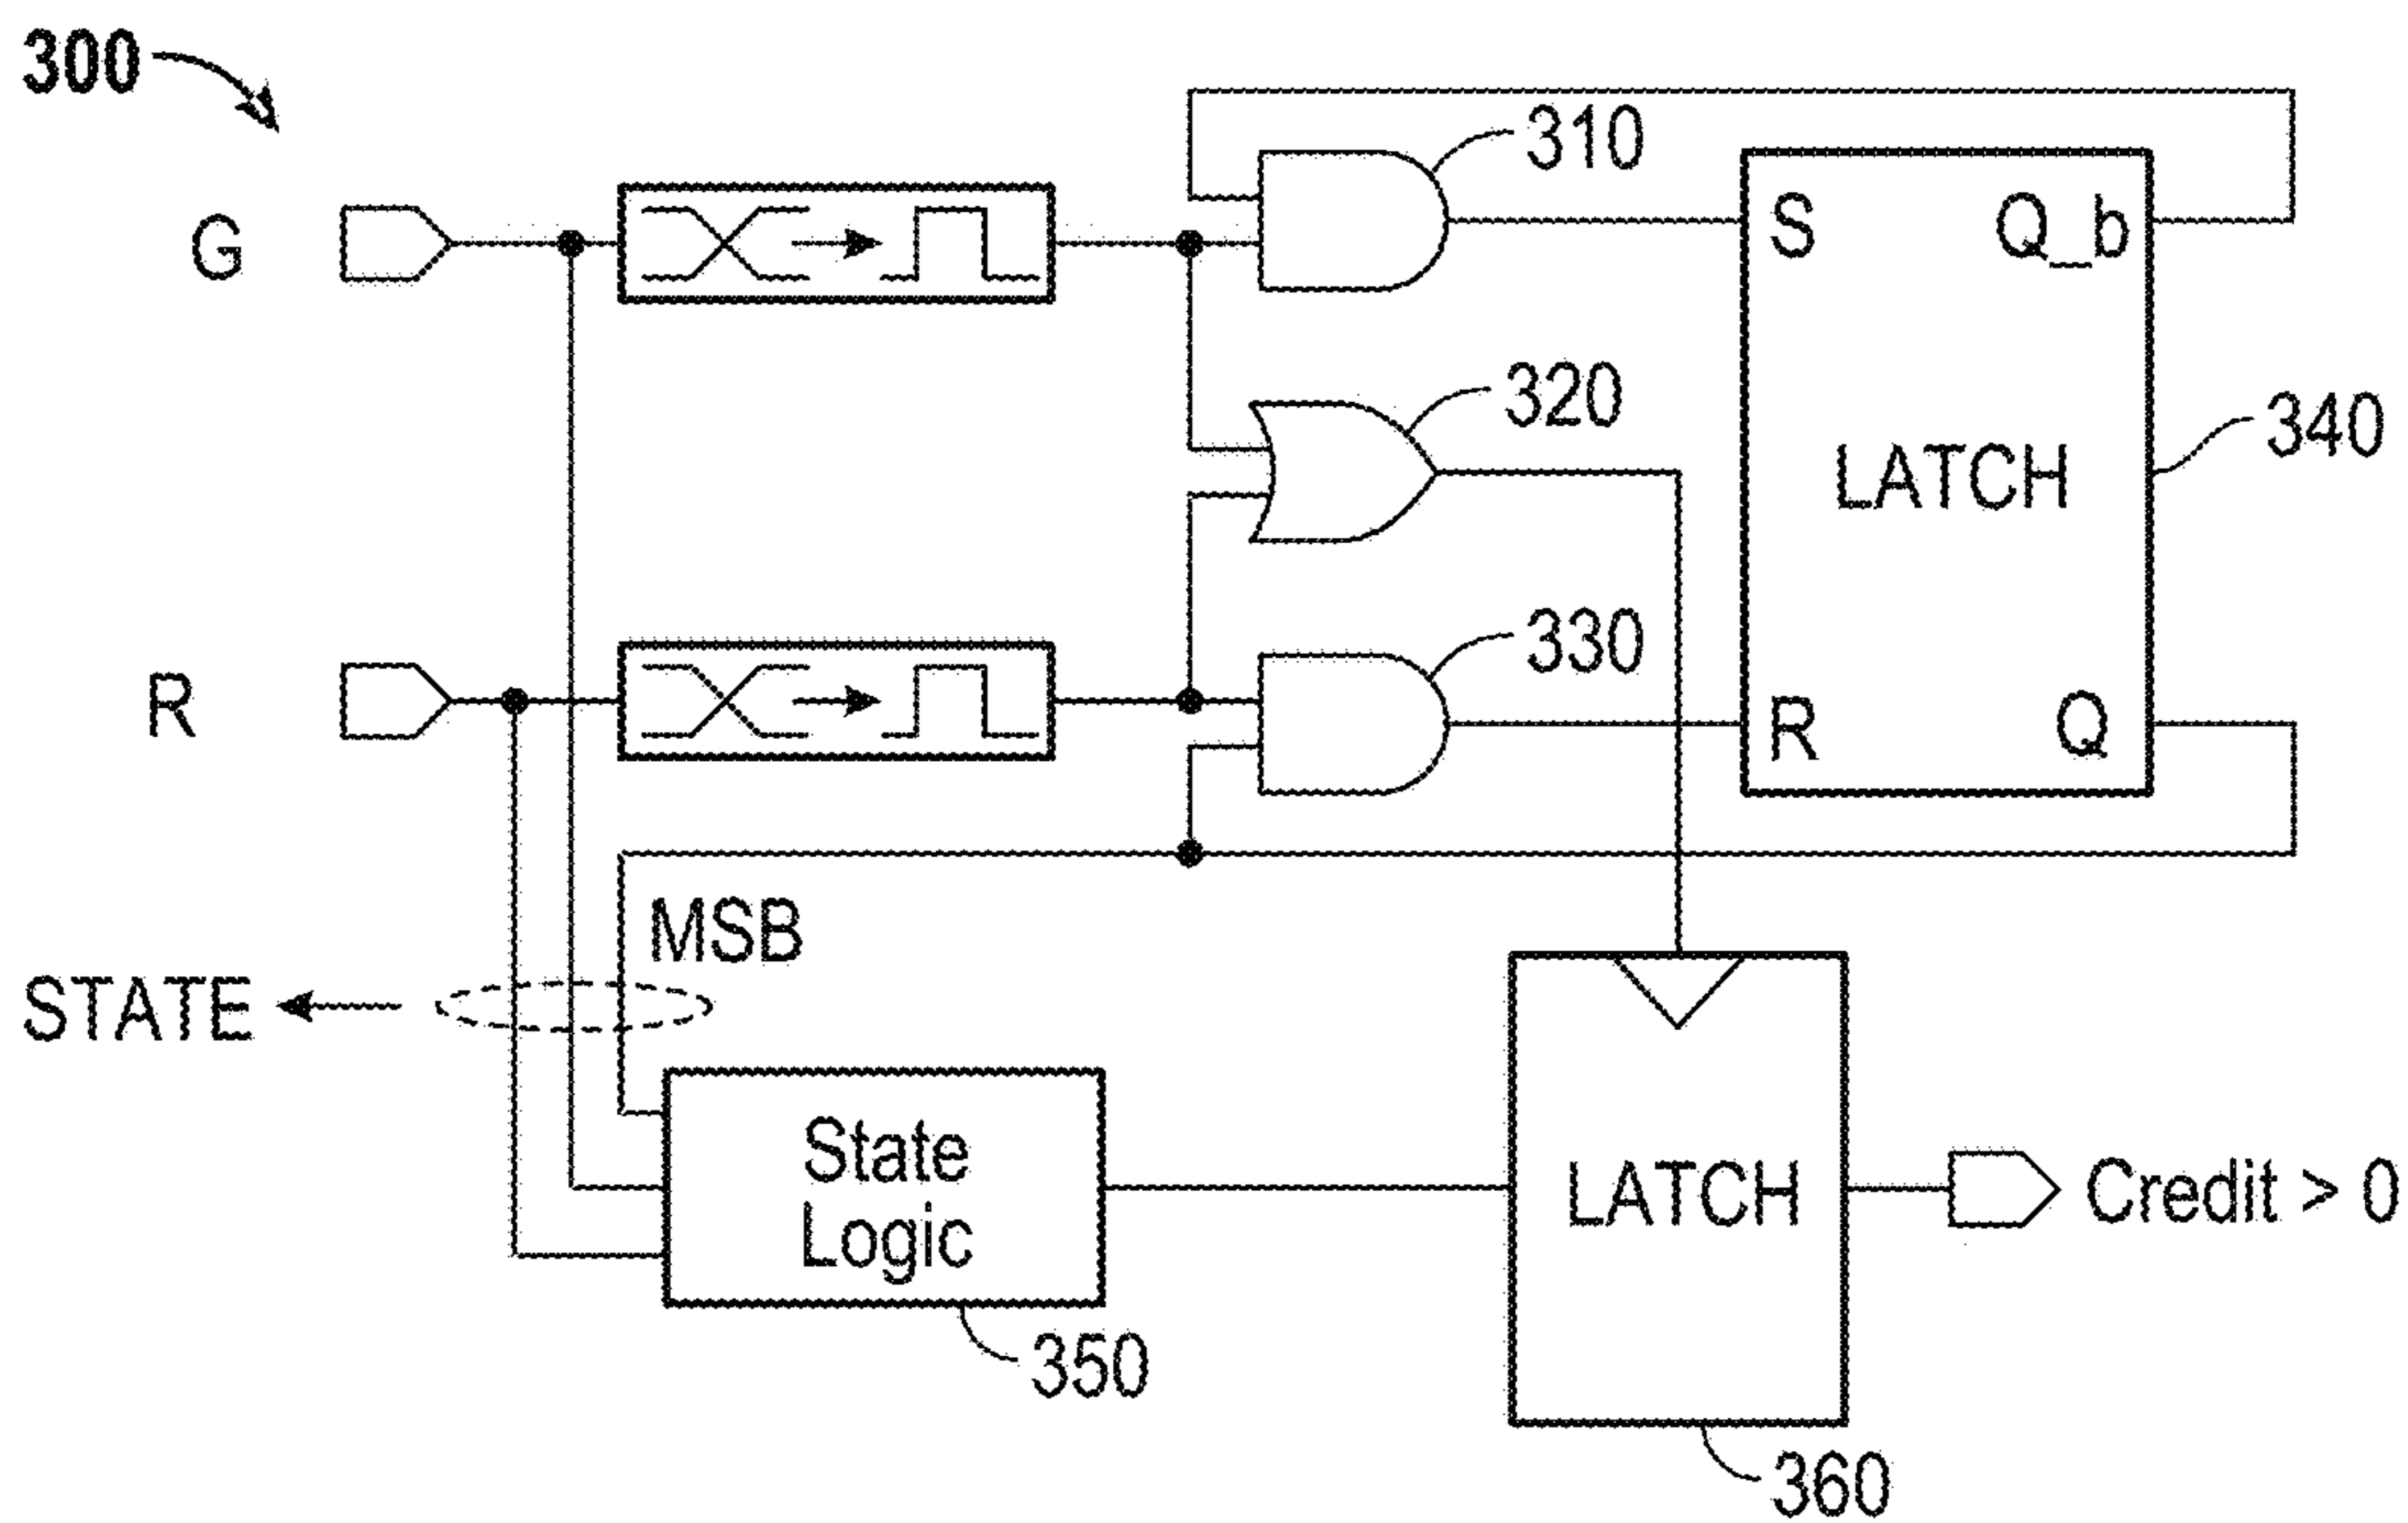 300
310
G
S
Q_b
320
340
LATCH
330
R
R
Q
MSB
STATE
State
Logic
LATCH
Credit > 0
350
360